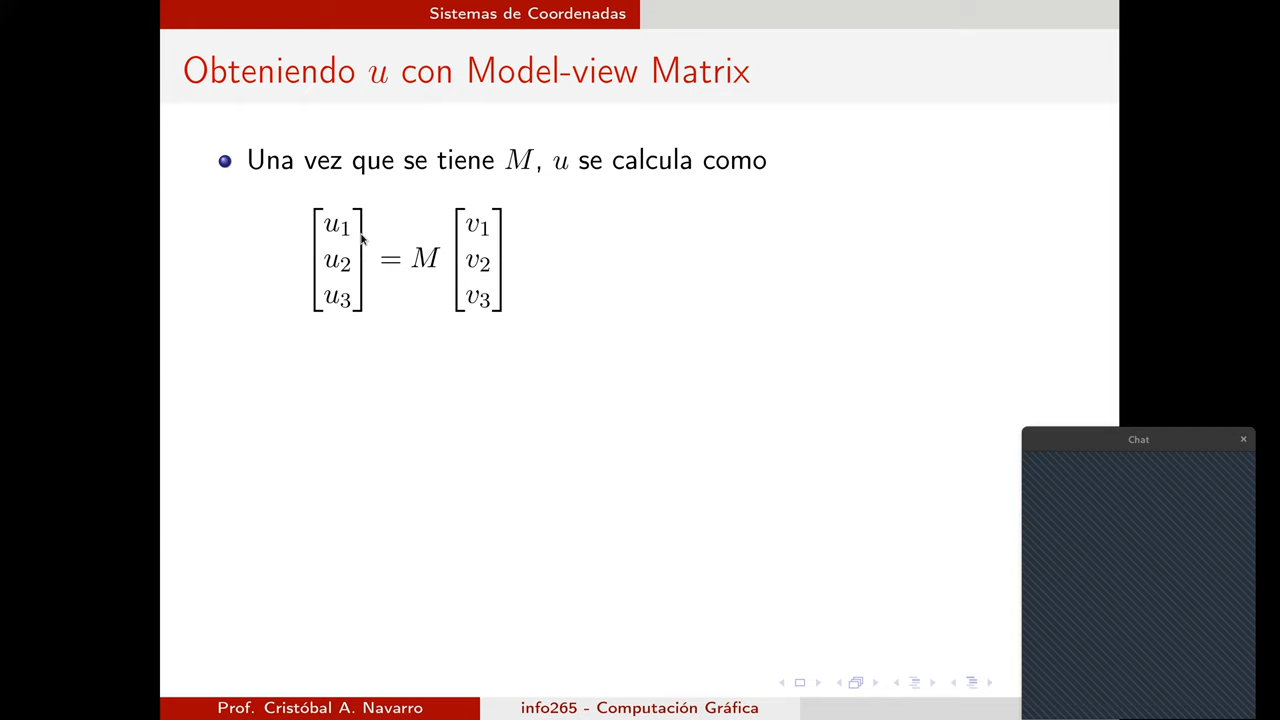 Sistemas de Coordenadas
Obteniendo u con Model-view Matrix
Una vez que se tiene M, u se calcula como
[u1 u2 u3] = M [v1 v2 v3]
Chat
Prof. Cristóbal A. Navarro
info265 - Computación Gráfica